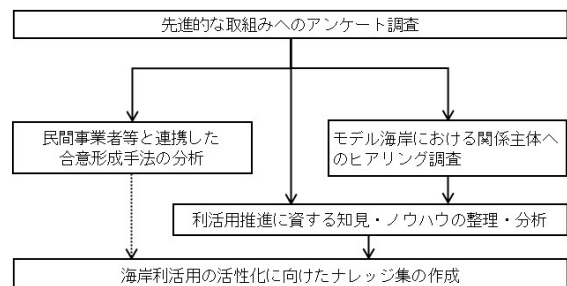 先進的な取組みへのアンケート調査
民間事業者等と連携した
合意形成手法の分析
モデル海岸における関係主体へ
のヒアリング調査
利活用推進に資する知見・ノウハウの整理・分析
海岸利活用の活性化に向けたナレッジ集の作成